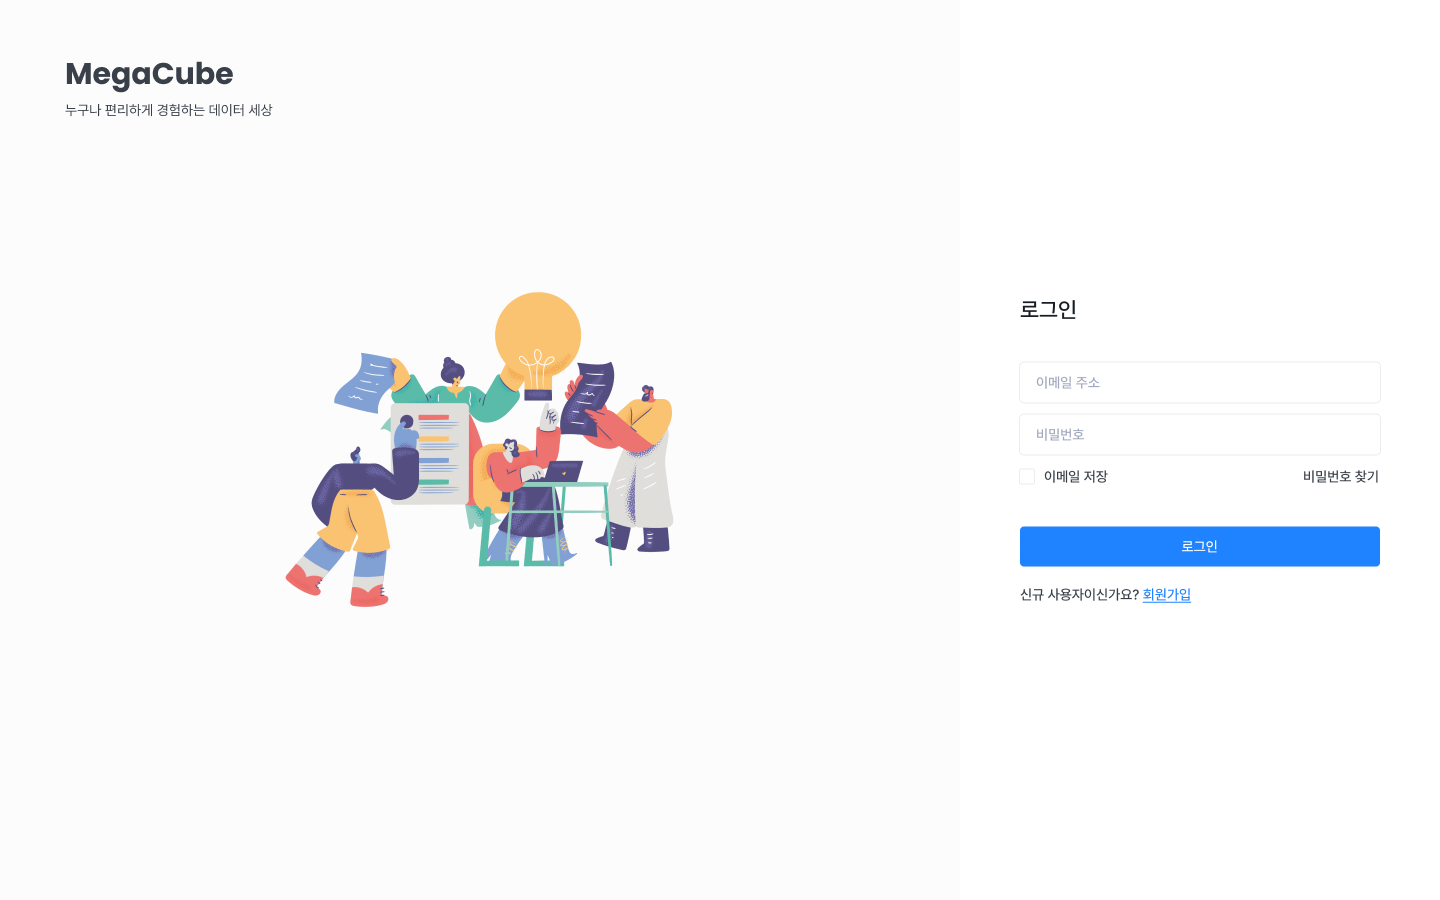 MegaCube
누구나 편리하게 경험하는 데이터 세상
로그인
이메일 주소
비밀번호
이메일 저장
비밀번호 찾기
로그인
신규 사용자이신가요? 회원가입